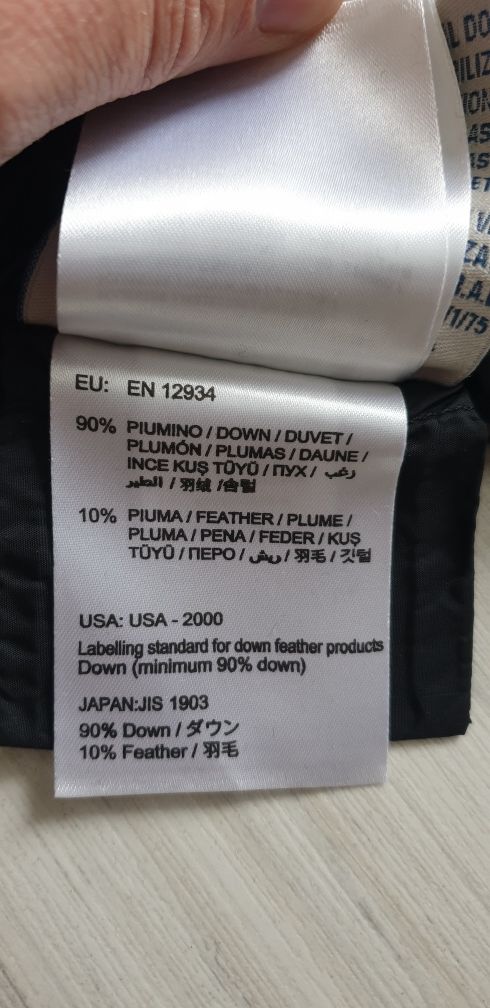 EU: EN 12934
90% PIUMINO / DOWN / DUVET /
PLUMÓN / PLUMAS / DAUNE /
INCE KUŞ TÜYÜ / ПУХ / زغب
الطير / 羽绒 /솜털
10% PIUMA / FEATHER / PLUME /
PLUMA / PENA / FEDER / KUŞ
TÜYÜ / ПЕРО / ريش / 羽毛 / 깃털
USA: USA - 2000
Labelling standard for down feather products
Down (minimum 90% down)
JAPAN:JIS 1903
90% Down / ダウン
10% Feather / 羽毛